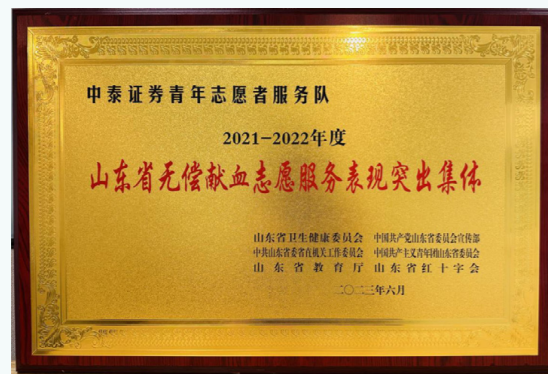 中泰证券青年志愿者服务队
2021-2022年度
山东省无偿献血志愿服务表现突出集体
山东省卫生健康委员会 中国共产党山东省委员会宣传部
中共山东省委省直机关工作委员会 中国共产主义青年团山东省委员会
山东省教育厅 山东省红十字会
二〇二三年六月